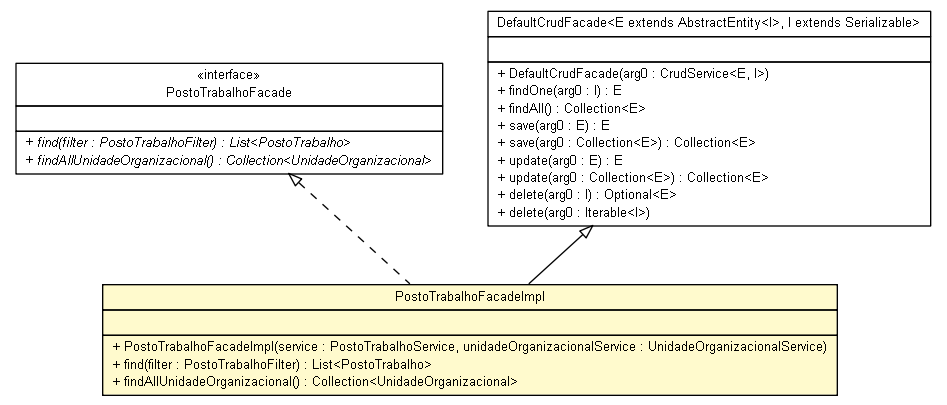 DefaultCrudFacade<E extends AbstractEntity<I>, I extends Serializable>
+ DefaultCrudFacade(arg0 : CrudService<E, I>)
+ findOne(arg0 : I) : E
+ findAll() : Collection<E>
+ save(arg0 : E) : E
+ save(arg0 : Collection<E>) : Collection<E>
+ update(arg0 : E) : E
+ update(arg0 : Collection<E>) : Collection<E>
+ delete(arg0 : I) : Optional<E>
+ delete(arg0 : Iterable<I>)
«interface»
PostoTrabalhoFacade
+ find(filter : PostoTrabalhoFilter) : List<PostoTrabalho>
+ findAllUnidadeOrganizacional() : Collection<UnidadeOrganizacional>
PostoTrabalhoFacadeImpl
+ PostoTrabalhoFacadeImpl(service : PostoTrabalhoService, unidadeOrganizacionalService : UnidadeOrganizacionalService)
+ find(filter : PostoTrabalhoFilter) : List<PostoTrabalho>
+ findAllUnidadeOrganizacional() : Collection<UnidadeOrganizacional>